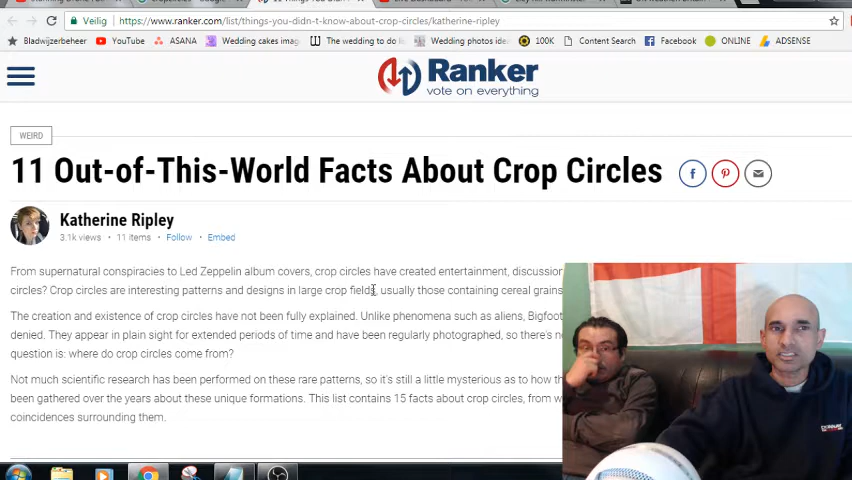 Veilig
https://www.ranker.com/list/things-you-didn-t-know-about-crop-circles/katherine-ripley
Bladwijzerbeheer YouTube ASANA Wedding cakes imag The wedding to do li Wedding photos idea 100K Content Search Facebook ONLINE ADSENSE
Ranker
vote on everything
WEIRD
11 Out-of-This-World Facts About Crop Circles
Katherine Ripley
3.1k views • 11 items • Follow • Embed
From supernatural conspiracies to Led Zeppelin album covers, crop circles have created entertainment, discussion
circles? Crop circles are interesting patterns and designs in large crop fields, usually those containing cereal grains
The creation and existence of crop circles have not been fully explained. Unlike phenomena such as aliens, Bigfoot
denied. They appear in plain sight for extended periods of time and have been regularly photographed, so there's no
question is: where do crop circles come from?
Not much scientific research has been performed on these rare patterns, so it's still a little mysterious as to how th
been gathered over the years about these unique formations. This list contains 15 facts about crop circles, from w
coincidences surrounding them.